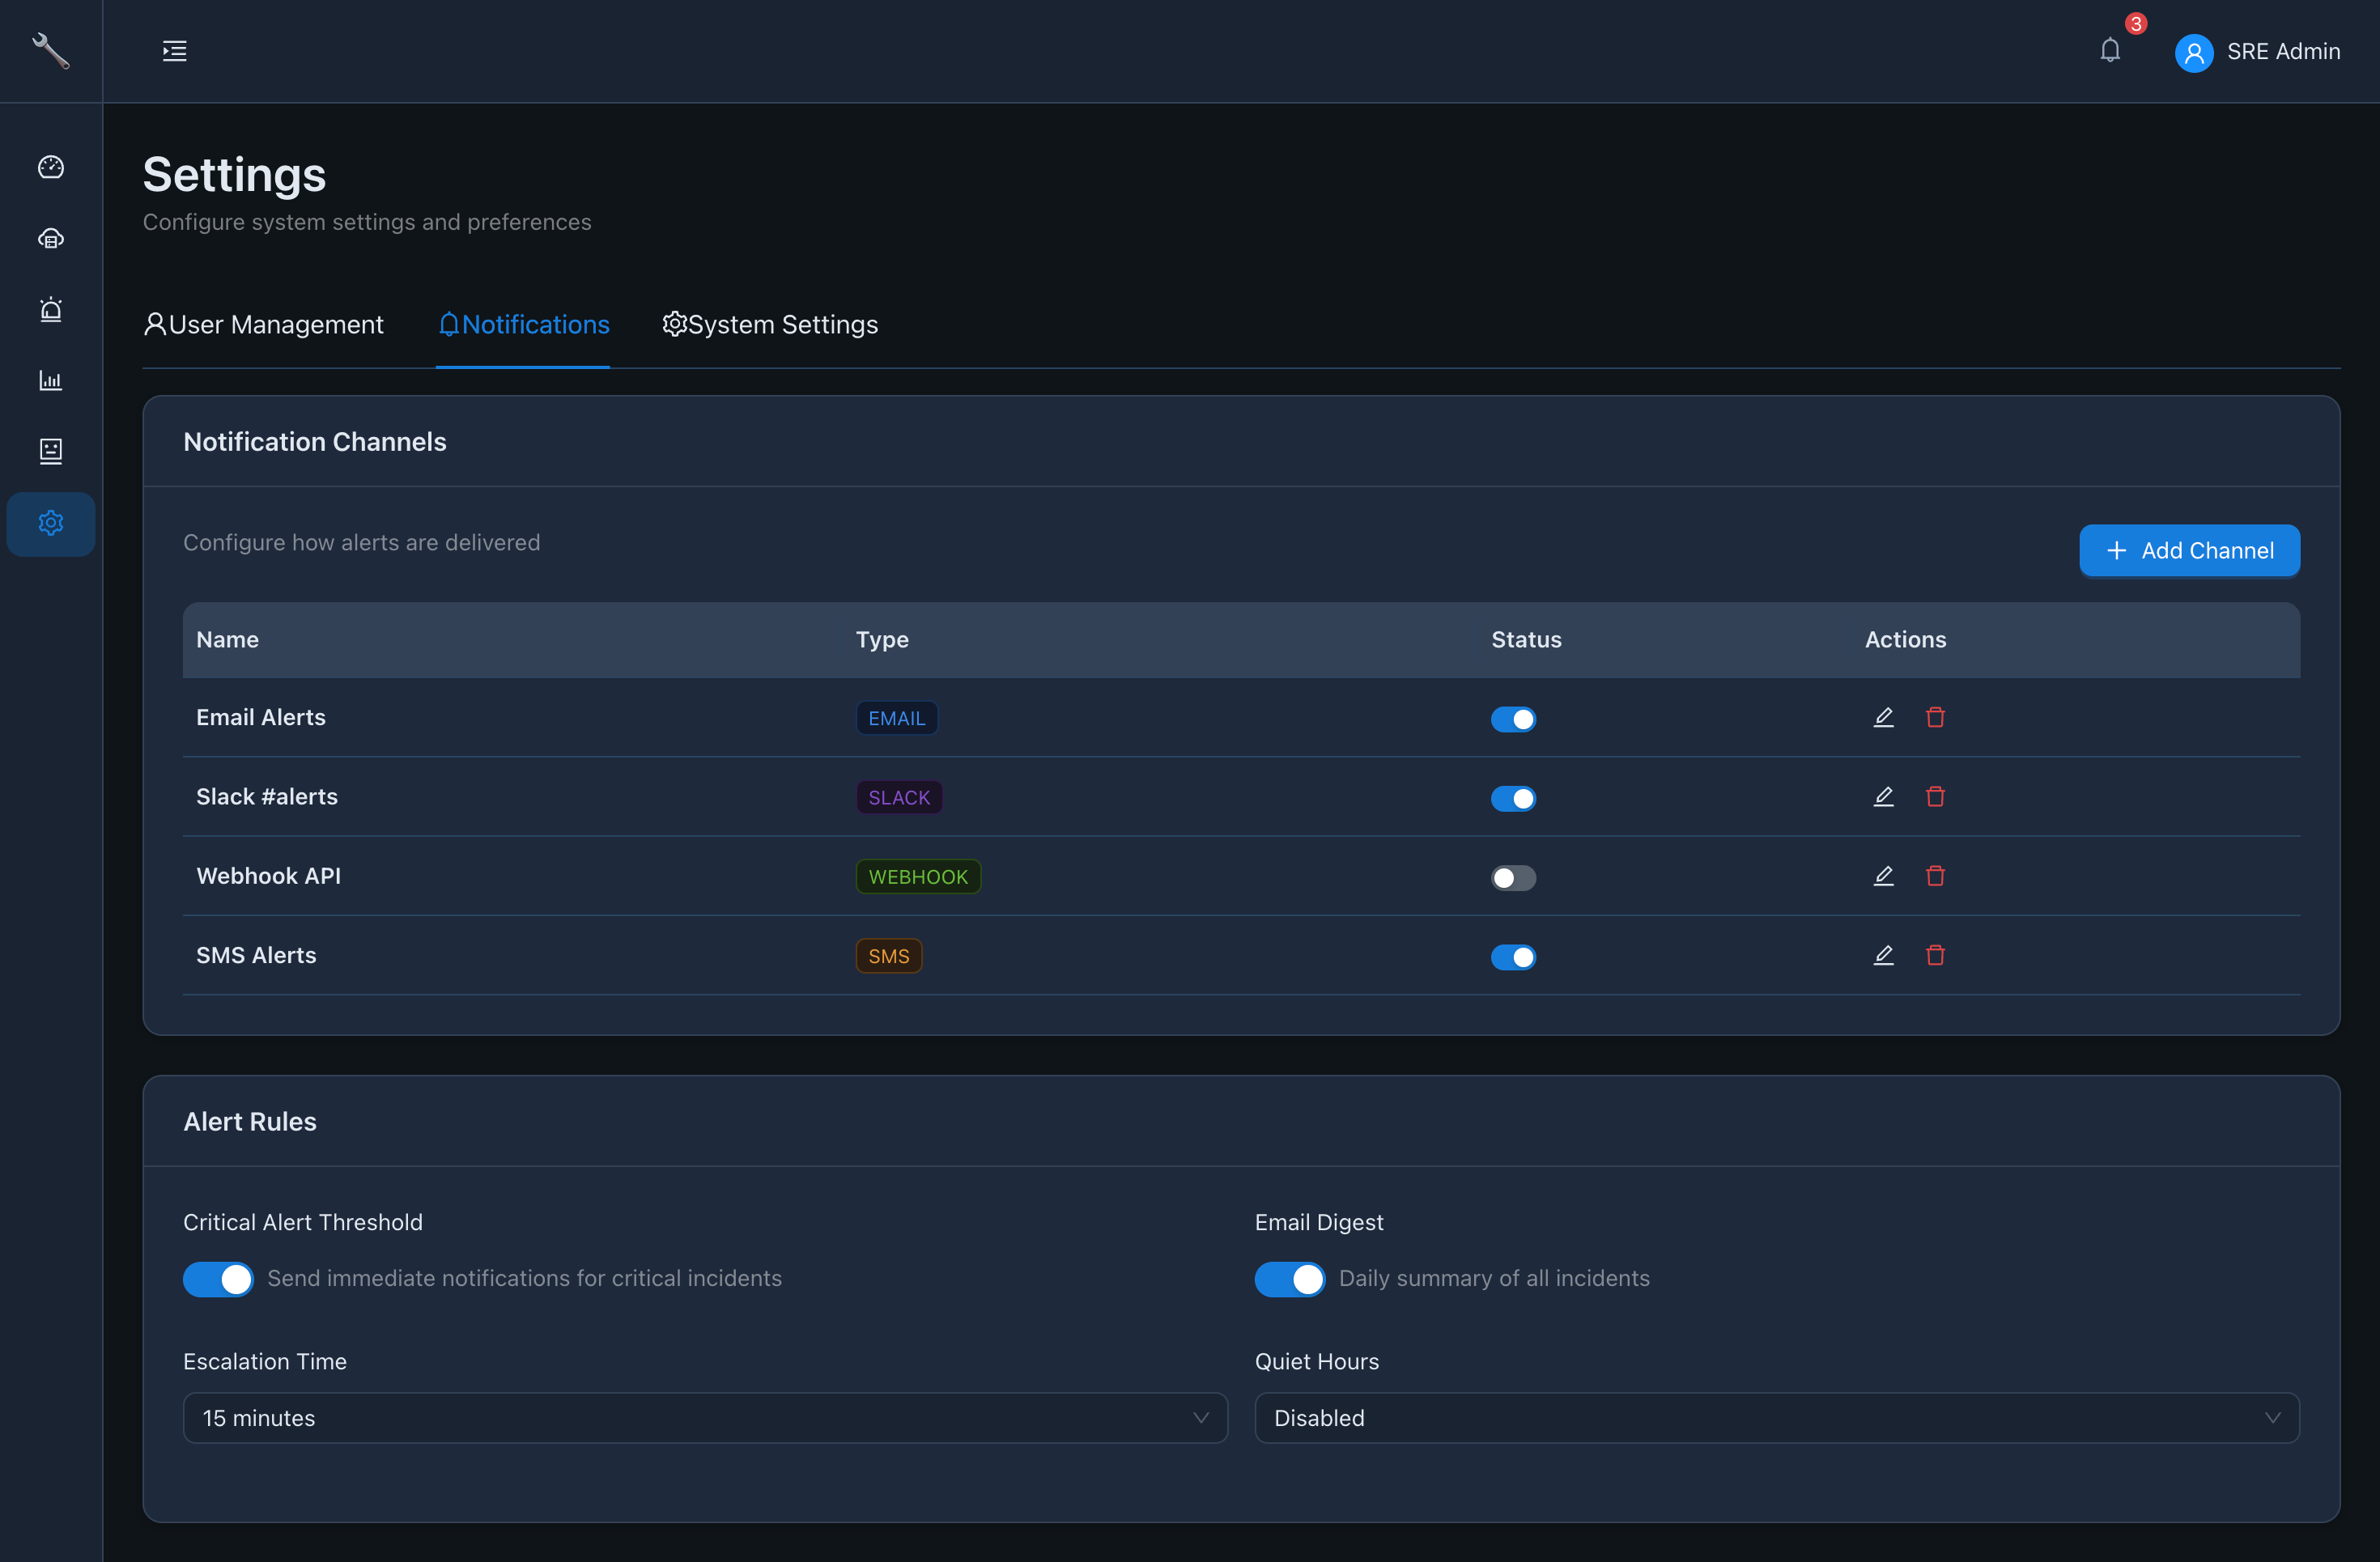 3
SRE Admin
Settings
Configure system settings and preferences
User Management
Notifications
System Settings
Notification Channels
Configure how alerts are delivered
Add Channel
Name Type Status Actions
Email Alerts EMAIL
Slack #alerts SLACK
Webhook API WEBHOOK
SMS Alerts SMS
Alert Rules
Critical Alert Threshold
Send immediate notifications for critical incidents
Email Digest
Daily summary of all incidents
Escalation Time
15 minutes
Quiet Hours
Disabled